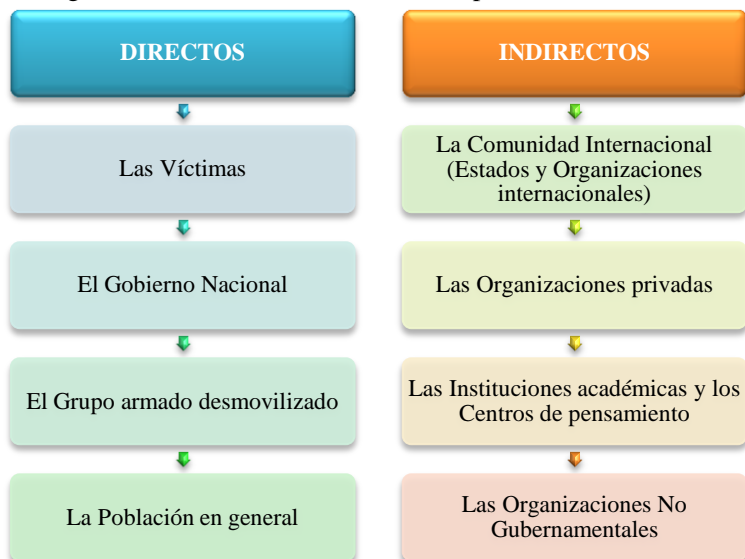 DIRECTOS
Las Víctimas
El Gobierno Nacional
El Grupo armado desmovilizado
La Población en general
INDIRECTOS
La Comunidad Internacional
(Estados y Organizaciones
internacionales)
Las Organizaciones privadas
Las Instituciones académicas y los
Centros de pensamiento
Las Organizaciones No
Gubernamentales